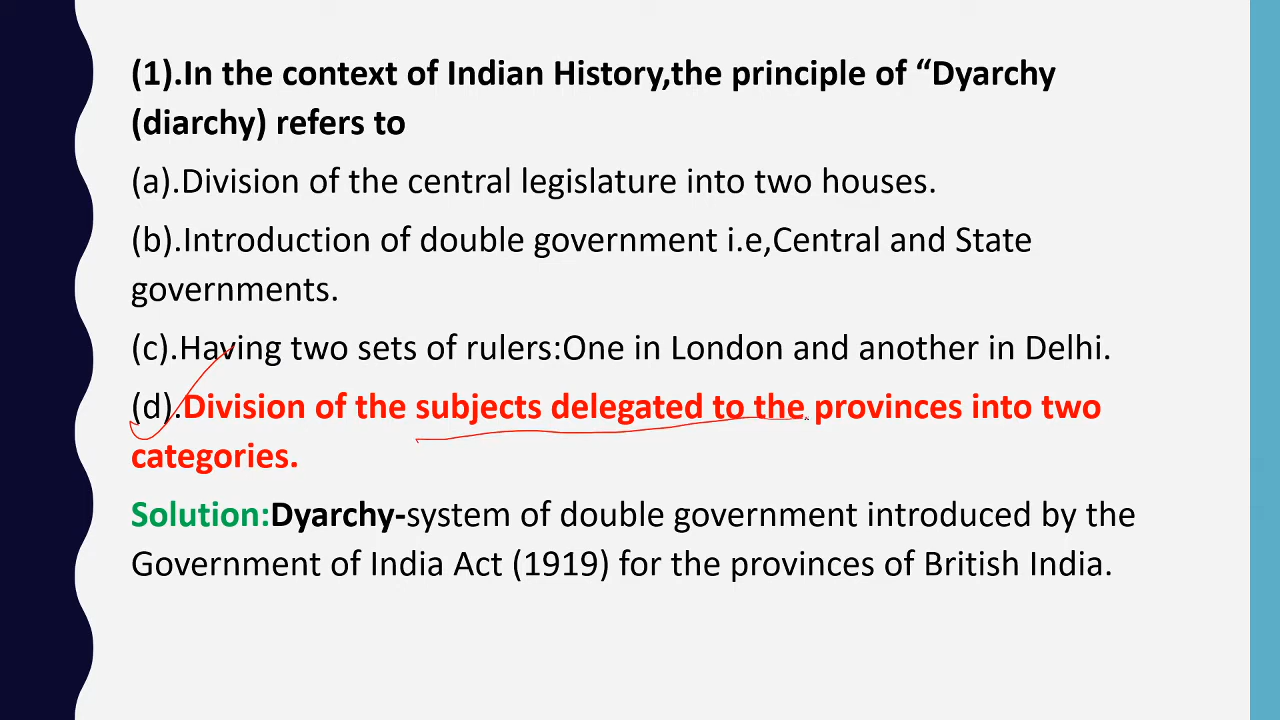 (1).In the context of Indian History,the principle of “Dyarchy
(diarchy) refers to
(a).Division of the central legislature into two houses.
(b).Introduction of double government i.e,Central and State
governments.
(c).Having two sets of rulers:One in London and another in Delhi.
(d).Division of the subjects delegated to the provinces into two
categories.
Solution:Dyarchy-system of double government introduced by the
Government of India Act (1919) for the provinces of British India.